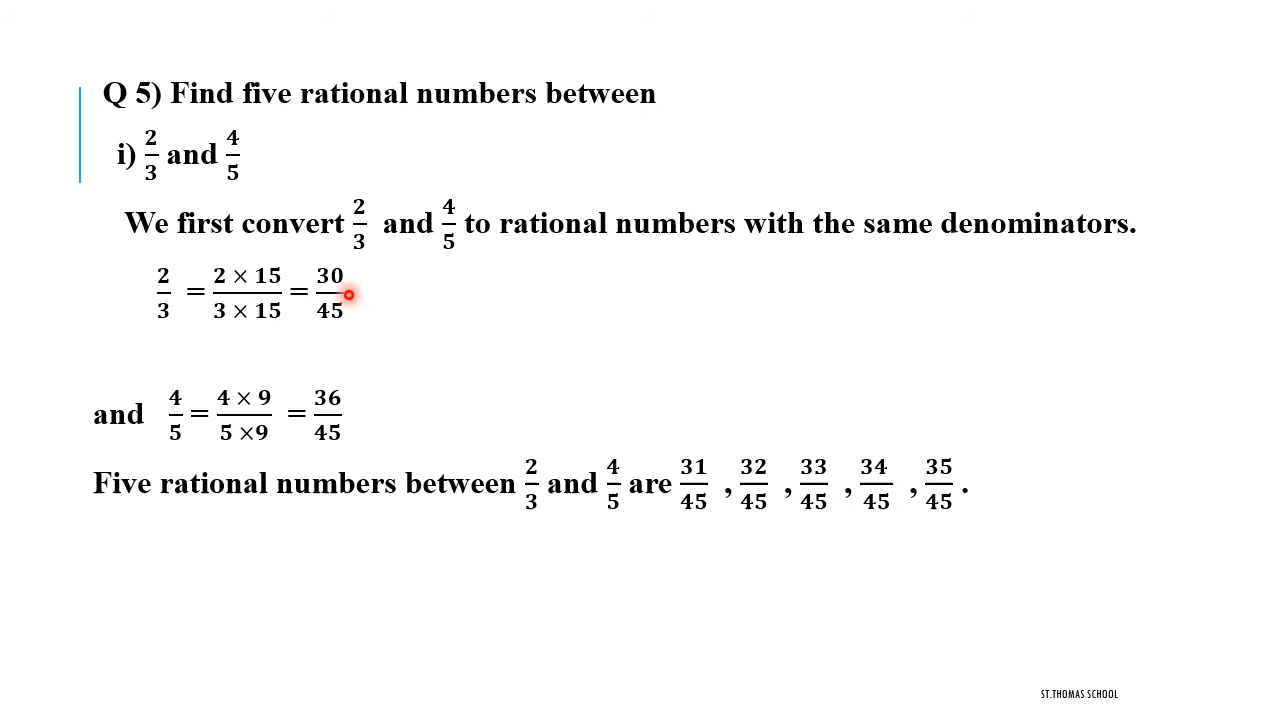 Q 5) Find five rational numbers between
i) 2/3 and 4/5
We first convert 2/3 and 4/5 to rational numbers with the same denominators.
2/3 = 2 × 15/3 × 15 = 30/45
and 4/5 = 4 × 9/5 ×9 = 36/45
Five rational numbers between 2/3 and 4/5 are 31/45 , 32/45 , 33/45 , 34/45 , 35/45 .
ST.THOMAS SCHOOL